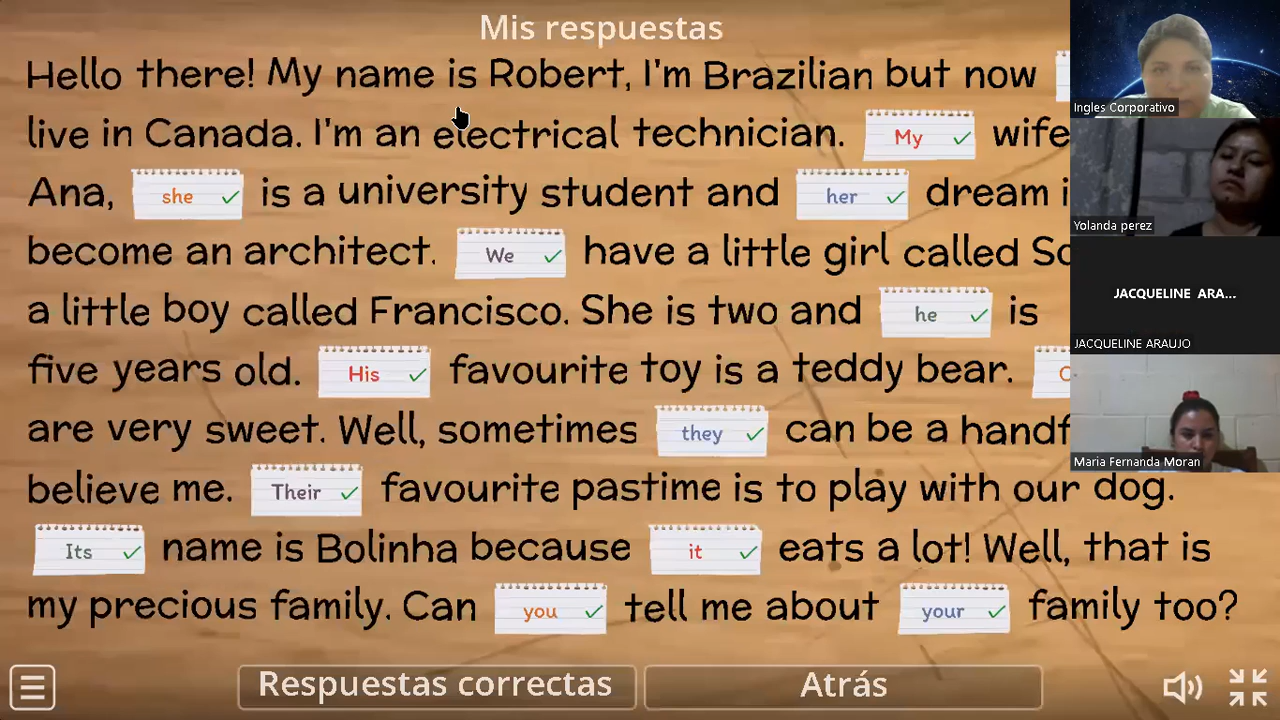 Mis respuestas
Hello there! My name is Robert, I'm Brazilian but now
live in Canada. I'm an electrical technician. My wife
Ana, she is a university student and her dream
become an architect. We have a little girl called
a little boy called Francisco. She is two and he is
five years old. His favourite toy is a teddy bear.
are very sweet. Well, sometimes they can be a
believe me. Their favourite pastime is to play with our dog.
Its name is Bolinha because it eats a lot! Well, that is
my precious family. Can you tell me about your family too?
Respuestas correctas
Atrás
Ingles Corporativo
Yolanda perez
JACQUELINE ARA...
JACQUELINE ARAUJO
Maria Fernanda Moran